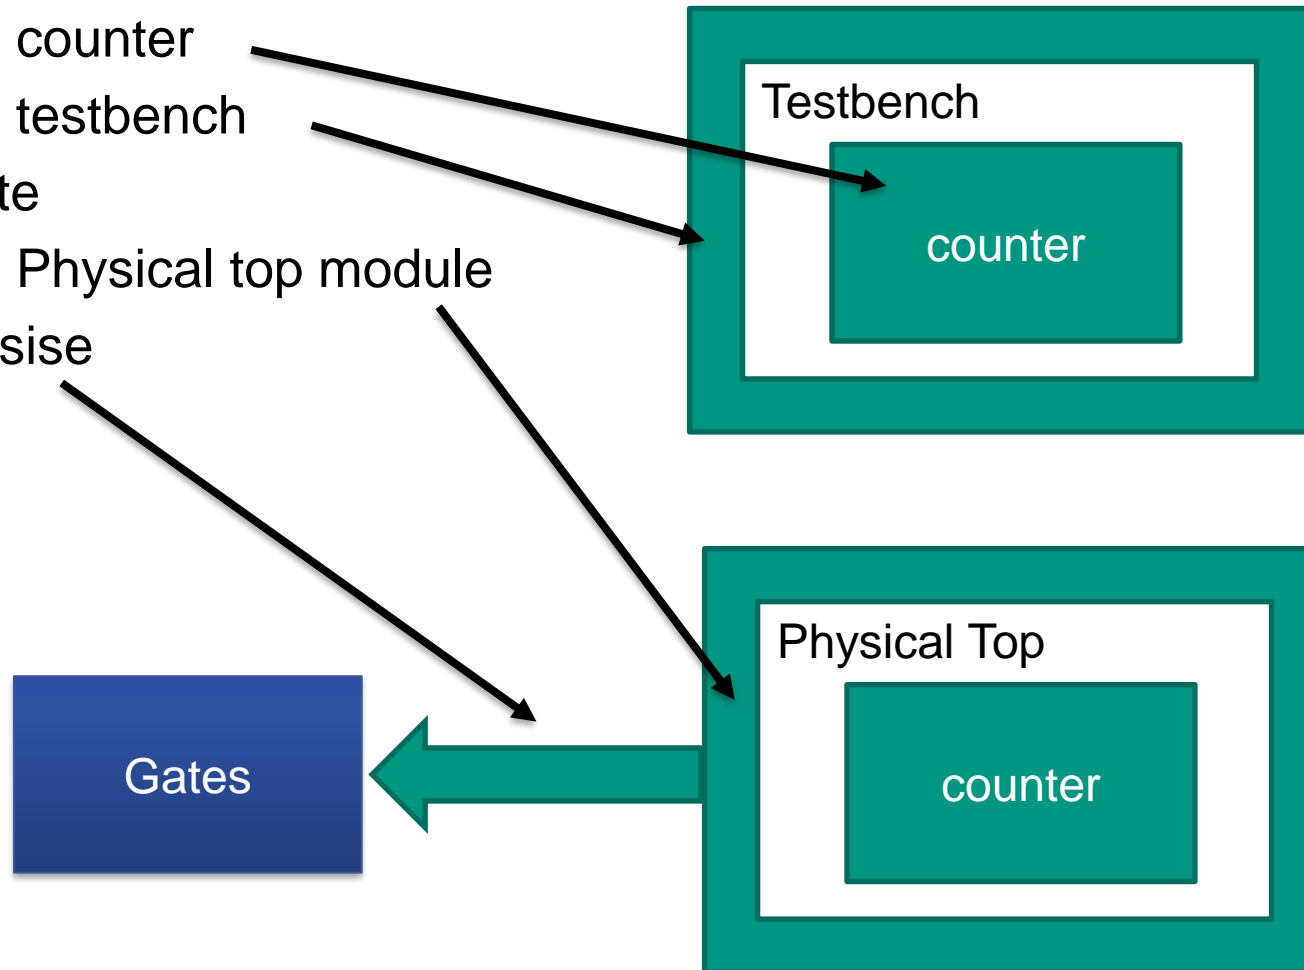 counter
testbench
te
Physical top module
sise
Testbench
counter
Physical Top
counter
Gates